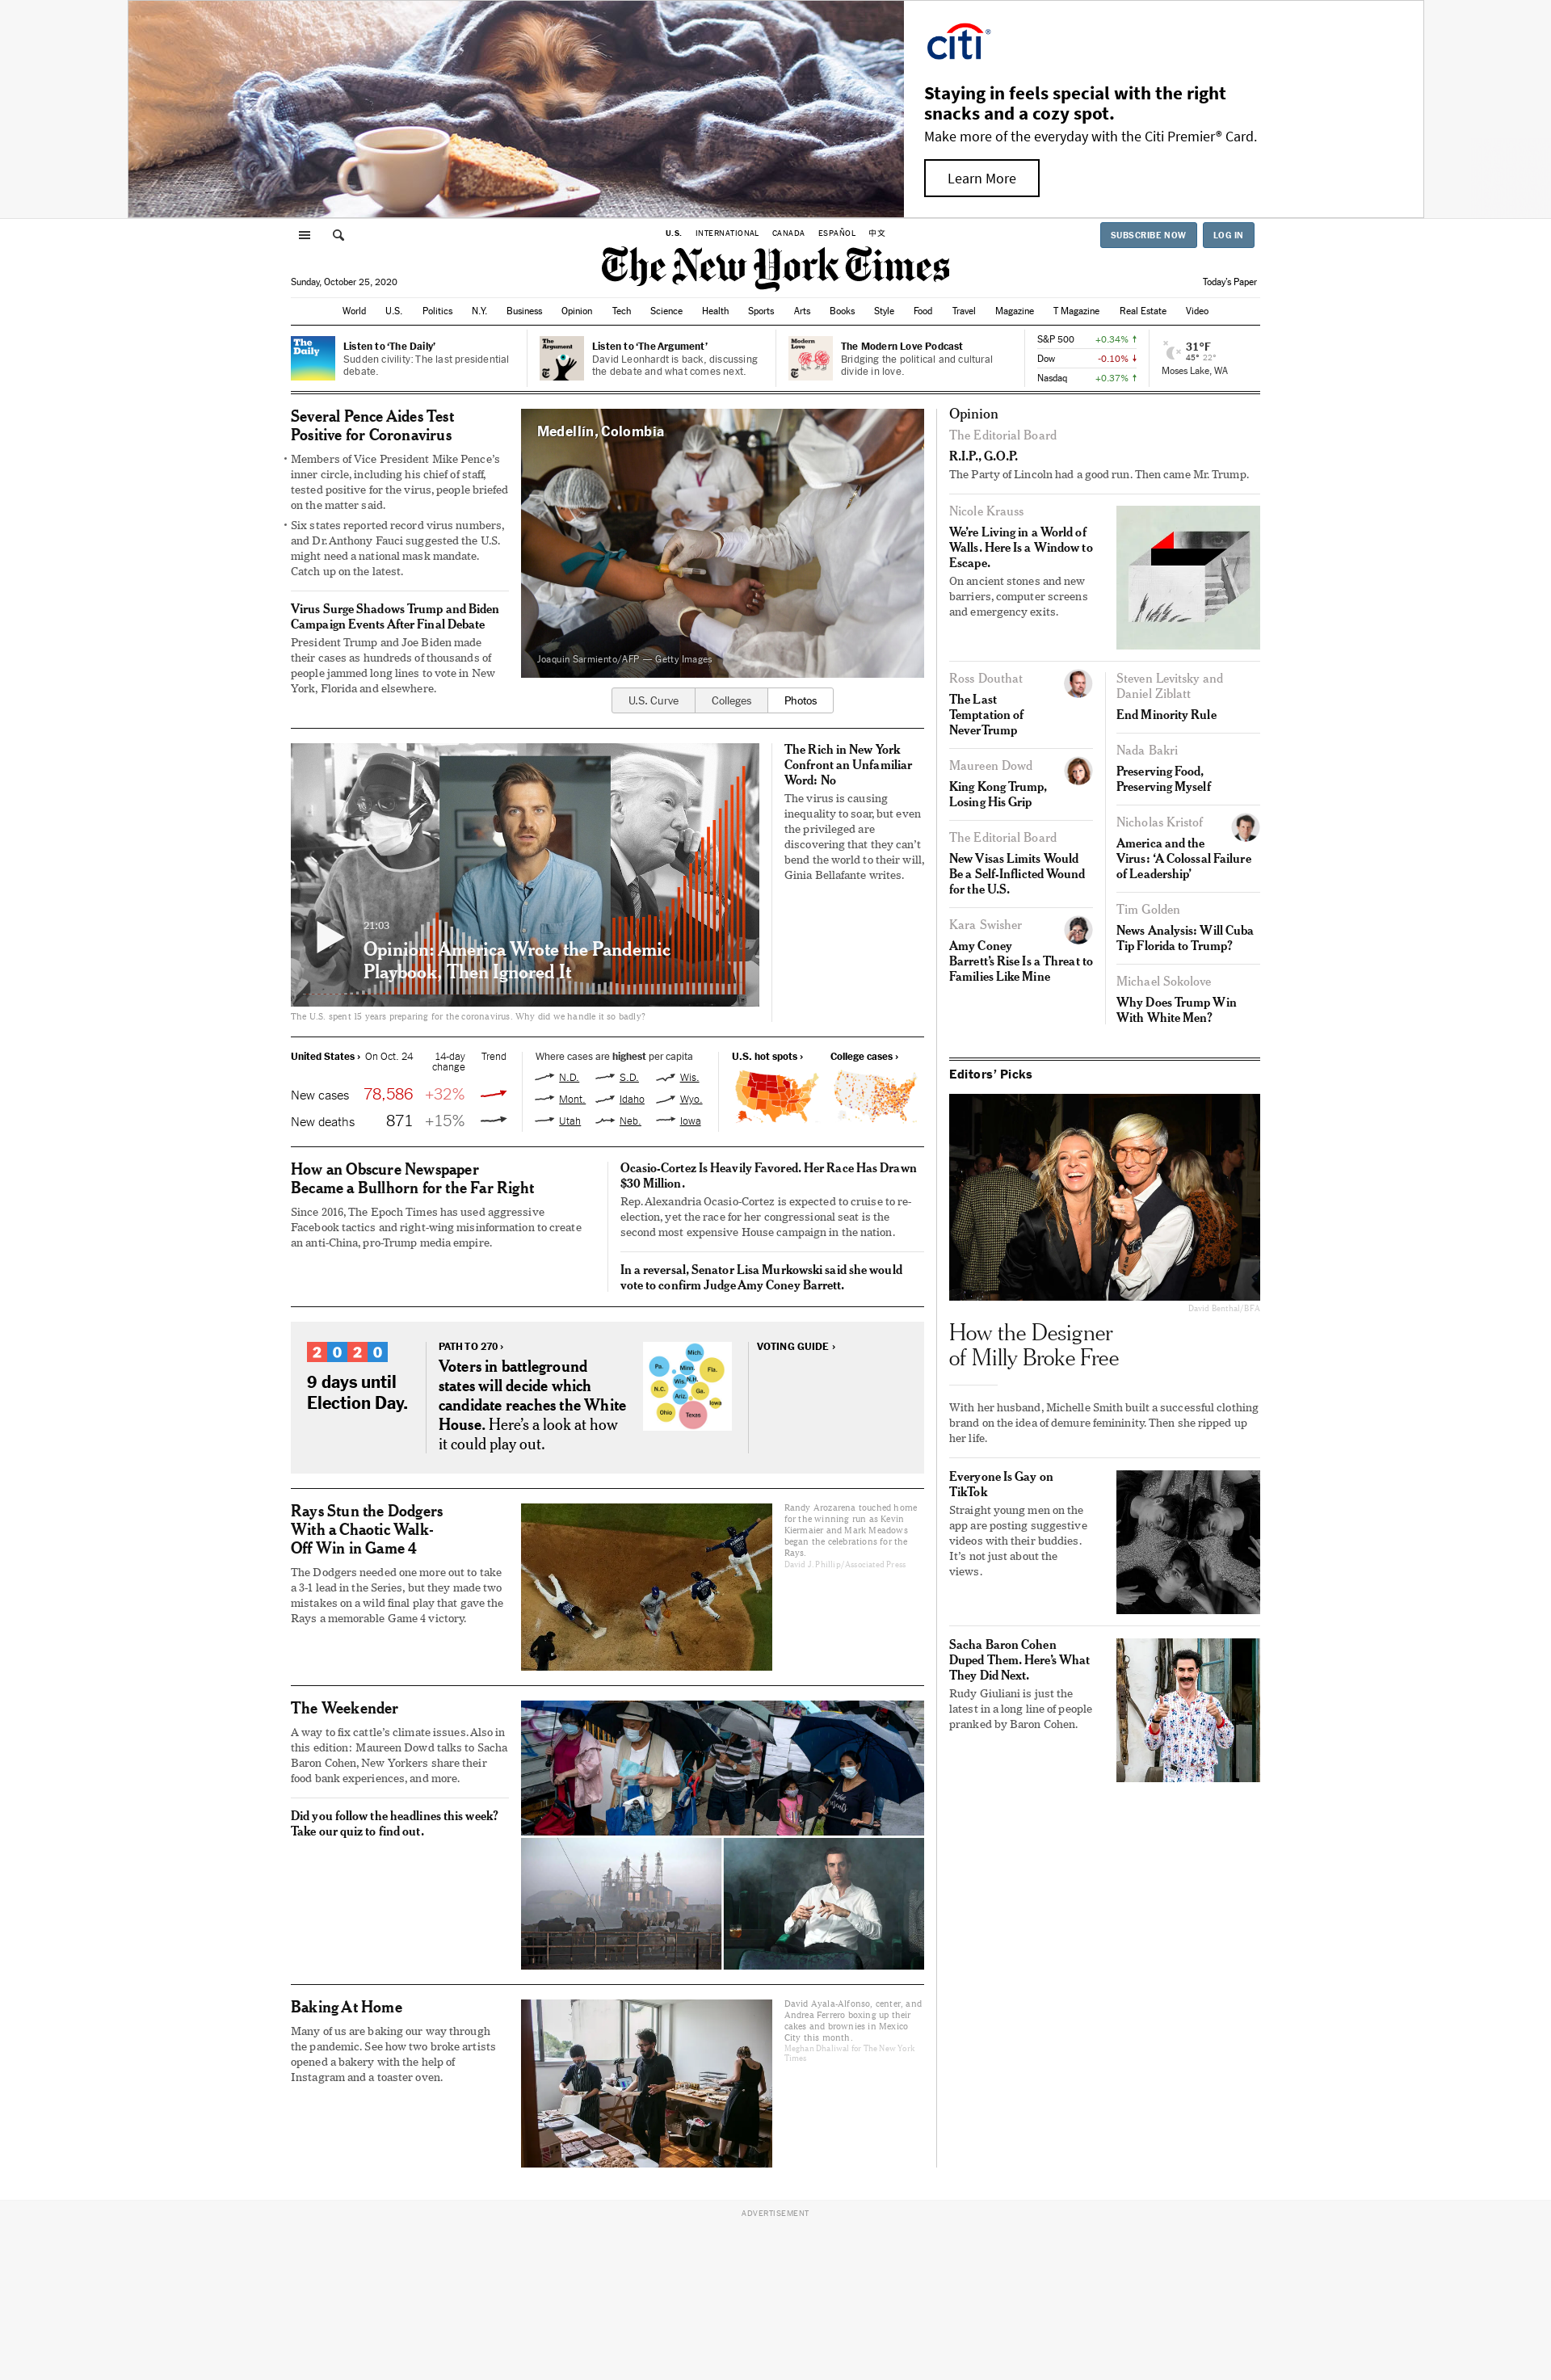 citi®
Staying in feels special with the right
snacks and a cozy spot.
Make more of the everyday with the Citi Premier® Card.
Learn More
U.S. INTERNATIONAL CANADA ESPAÑOL 中文
SUBSCRIBE NOW LOG IN
The New York Times
Sunday, October 25, 2020
Today's Paper
World U.S. Politics N.Y. Business Opinion Tech Science Health Sports Arts Books Style Food Travel Magazine T Magazine Real Estate Video
The
Daily
Listen to ‘The Daily’
Sudden civility: The last presidential
debate.
The
Argument
Listen to ‘The Argument’
David Leonhardt is back, discussing
the debate and what comes next.
Modern
Love
The Modern Love Podcast
Bridging the political and cultural
divide in love.
S&P 500 +0.34% ↑
Dow -0.10% ↓
Nasdaq +0.37% ↑
31°F
45° 22°
Moses Lake, WA
Several Pence Aides Test
Positive for Coronavirus
• Members of Vice President Mike Pence’s
inner circle, including his chief of staff,
tested positive for the virus, people briefed
on the matter said.
• Six states reported record virus numbers,
and Dr. Anthony Fauci suggested the U.S.
might need a national mask mandate.
Catch up on the latest.
Virus Surge Shadows Trump and Biden
Campaign Events After Final Debate
President Trump and Joe Biden made
their cases as hundreds of thousands of
people jammed long lines to vote in New
York, Florida and elsewhere.
Medellín, Colombia
Joaquin Sarmiento/AFP — Getty Images
U.S. Curve Colleges Photos
21:03
Opinion: America Wrote the Pandemic
Playbook, Then Ignored It
The U.S. spent 15 years preparing for the coronavirus. Why did we handle it so badly?
The Rich in New York
Confront an Unfamiliar
Word: No
The virus is causing
inequality to soar, but even
the privileged are
discovering that they can’t
bend the world to their will,
Ginia Bellafante writes.
United States › On Oct. 24 14-day
change Trend
New cases 78,586 +32%
New deaths 871 +15%
Where cases are highest per capita
N.D. S.D. Wis.
Mont. Idaho Wyo.
Utah Neb. Iowa
U.S. hot spots ›
College cases ›
How an Obscure Newspaper
Became a Bullhorn for the Far Right
Since 2016, The Epoch Times has used aggressive
Facebook tactics and right-wing misinformation to create
an anti-China, pro-Trump media empire.
Ocasio-Cortez Is Heavily Favored. Her Race Has Drawn
$30 Million.
Rep. Alexandria Ocasio-Cortez is expected to cruise to re-
election, yet the race for her congressional seat is the
second most expensive House campaign in the nation.
In a reversal, Senator Lisa Murkowski said she would
vote to confirm Judge Amy Coney Barrett.
2020
9 days until
Election Day.
PATH TO 270 ›
Voters in battleground
states will decide which
candidate reaches the White
House. Here’s a look at how
it could play out.
Mich.
Pa.
Minn.
Fla.
Wis.
N.H.
N.C.
Ariz.
Ga.
Iowa
Ohio
Texas
VOTING GUIDE ›
Rays Stun the Dodgers
With a Chaotic Walk-
Off Win in Game 4
The Dodgers needed one more out to take
a 3-1 lead in the Series, but they made two
mistakes on a wild final play that gave the
Rays a memorable Game 4 victory.
Randy Arozarena touched home
for the winning run as Kevin
Kiermaier and Mark Meadows
began the celebrations for the
Rays.
David J. Phillip/Associated Press
The Weekender
A way to fix cattle’s climate issues. Also in
this edition: Maureen Dowd talks to Sacha
Baron Cohen, New Yorkers share their
food bank experiences, and more.
Did you follow the headlines this week?
Take our quiz to find out.
Baking At Home
Many of us are baking our way through
the pandemic. See how two broke artists
opened a bakery with the help of
Instagram and a toaster oven.
David Ayala-Alfonso, center, and
Andrea Ferrero boxing up their
cakes and brownies in Mexico
City this month.
Meghan Dhaliwal for The New York
Times
Opinion
The Editorial Board
R.I.P., G.O.P.
The Party of Lincoln had a good run. Then came Mr. Trump.
Nicole Krauss
We’re Living in a World of
Walls. Here Is a Window to
Escape.
On ancient stones and new
barriers, computer screens
and emergency exits.
Ross Douthat
The Last
Temptation of
NeverTrump
Maureen Dowd
King Kong Trump,
Losing His Grip
The Editorial Board
New Visas Limits Would
Be a Self-Inflicted Wound
for the U.S.
Kara Swisher
Amy Coney
Barrett’s Rise Is a Threat to
Families Like Mine
Steven Levitsky and
Daniel Ziblatt
End Minority Rule
Nada Bakri
Preserving Food,
Preserving Myself
Nicholas Kristof
America and the
Virus: ‘A Colossal Failure
of Leadership’
Tim Golden
News Analysis: Will Cuba
Tip Florida to Trump?
Michael Sokolove
Why Does Trump Win
With White Men?
Editors’ Picks
David Benthal/BFA
How the Designer
of Milly Broke Free
With her husband, Michelle Smith built a successful clothing
brand on the idea of demure femininity. Then she ripped up
her life.
Everyone Is Gay on
TikTok
Straight young men on the
app are posting suggestive
videos with their buddies.
It’s not just about the
views.
Sacha Baron Cohen
Duped Them. Here’s What
They Did Next.
Rudy Giuliani is just the
latest in a long line of people
pranked by Baron Cohen.
ADVERTISEMENT